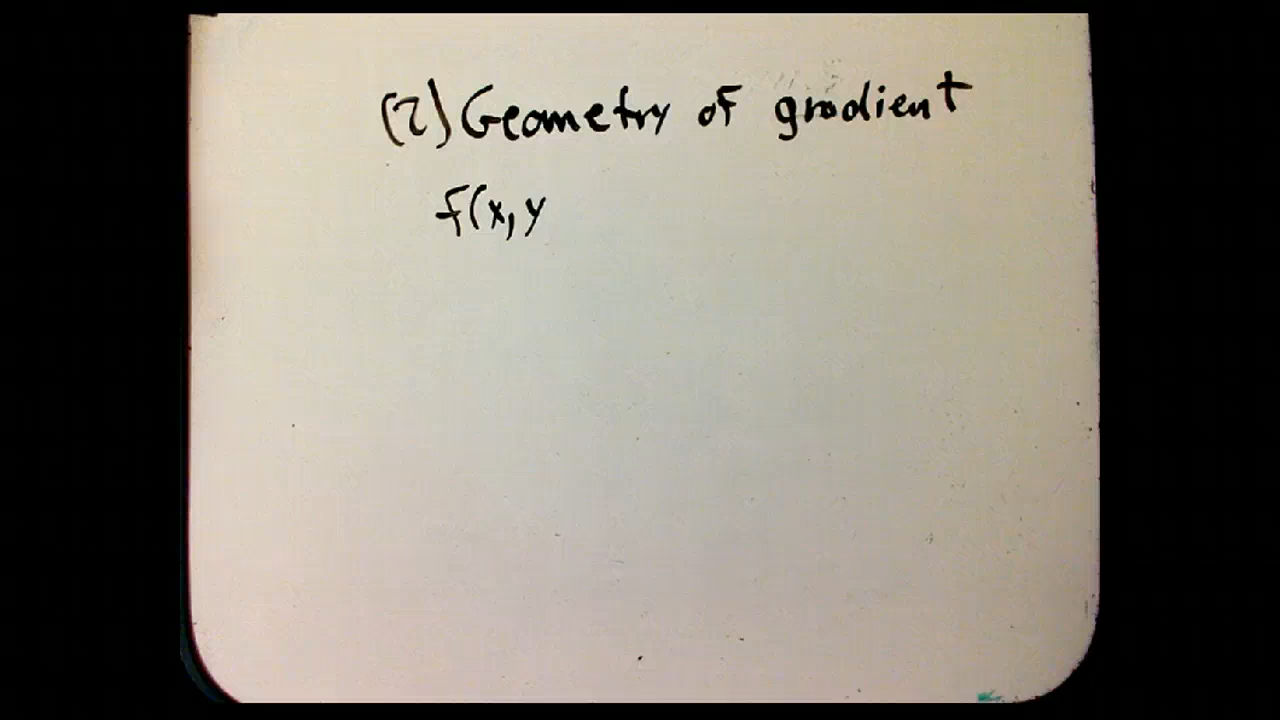 (2) Geometry of gradient
f(x, y